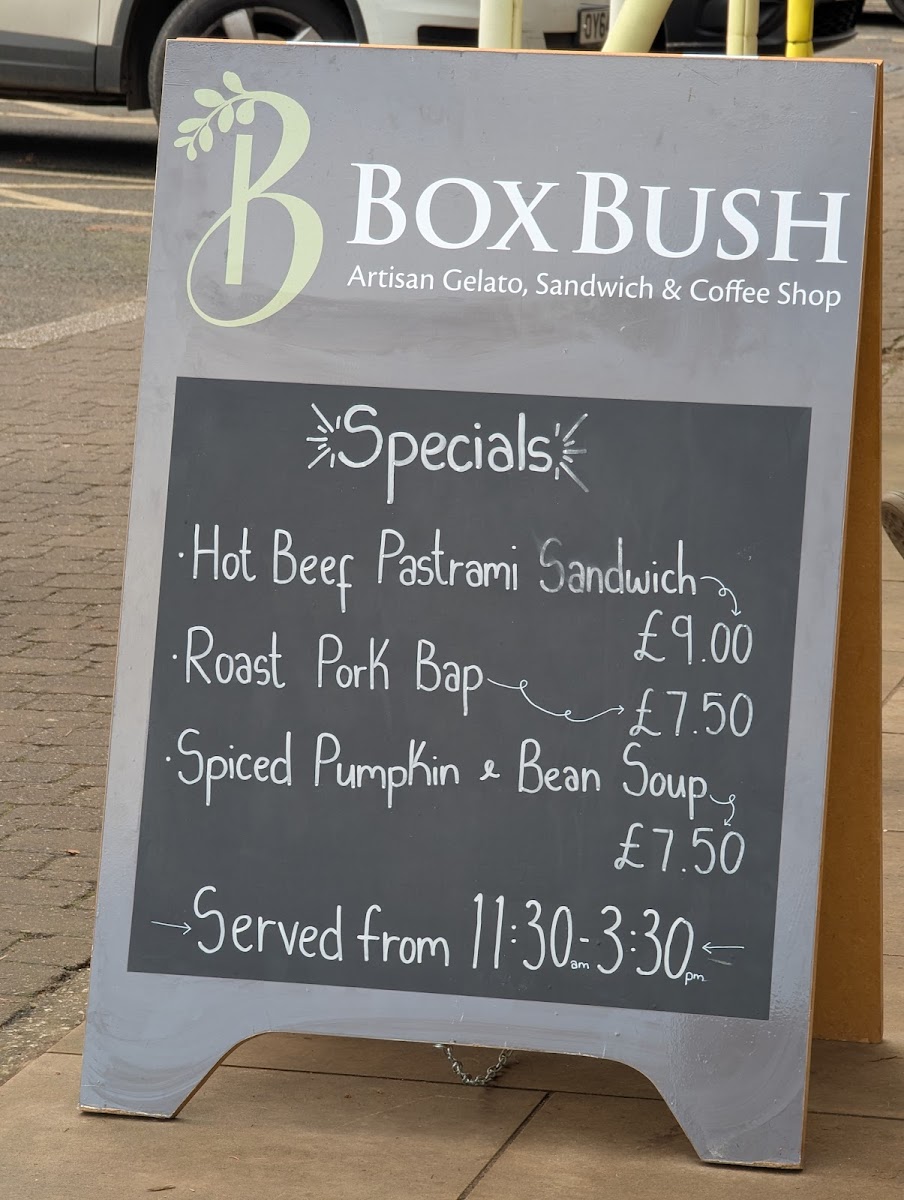 B
BOX BUSH
Artisan Gelato, Sandwich & Coffee Shop
Specials
·Hot Beef Pastrami Sandwich
£9.00
·Roast Pork Bap £7.50
·Spiced Pumpkin & Bean Soup
£7.50
Served from 11:30am-3:30pm